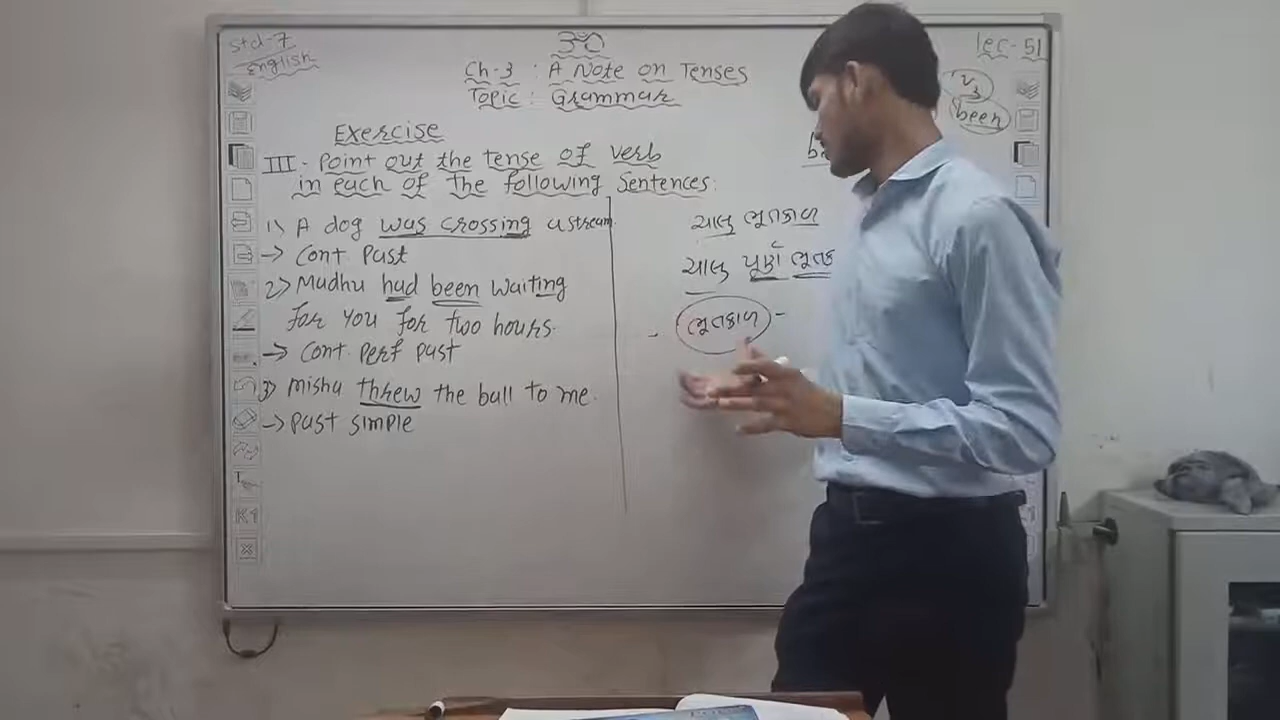 Std-7
English
ૐ
Ch-3 : A Note on Tenses
Topic : Grammar
lec-51
V3
been
Exercise
III - Point out the tense of verb
in each of the following Sentences:
1) A dog was crossing a stream.
-> Cont Past
2) Madhu had been waiting
for you for two hours.
-> Cont. Perf past
3) Misha threw the ball to me.
-> Past simple
ચાલુ ભૂતકાળ
ચાલુ પૂર્ણ
ભૂતકાળ
K1